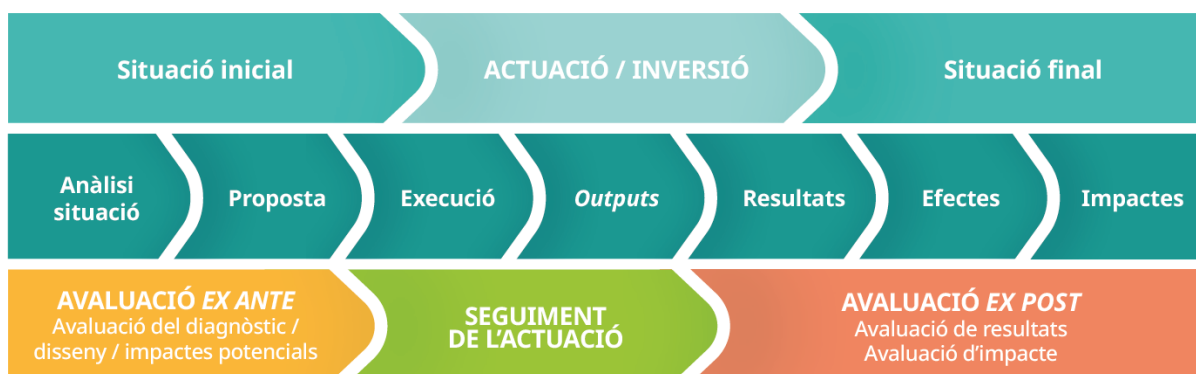 Situació inicial
ACTUACIÓ / INVERSIÓ
Situació final
Anàlisi
situació
Proposta
Execució
Outputs
Resultats
Efectes
Impactes
AVALUACIÓ EX ANTE
Avaluació del diagnòstic /
disseny / impactes potencials
SEGUIMENT
DE L’ACTUACIÓ
AVALUACIÓ EX POST
Avaluació de resultats
Avaluació d’impacte